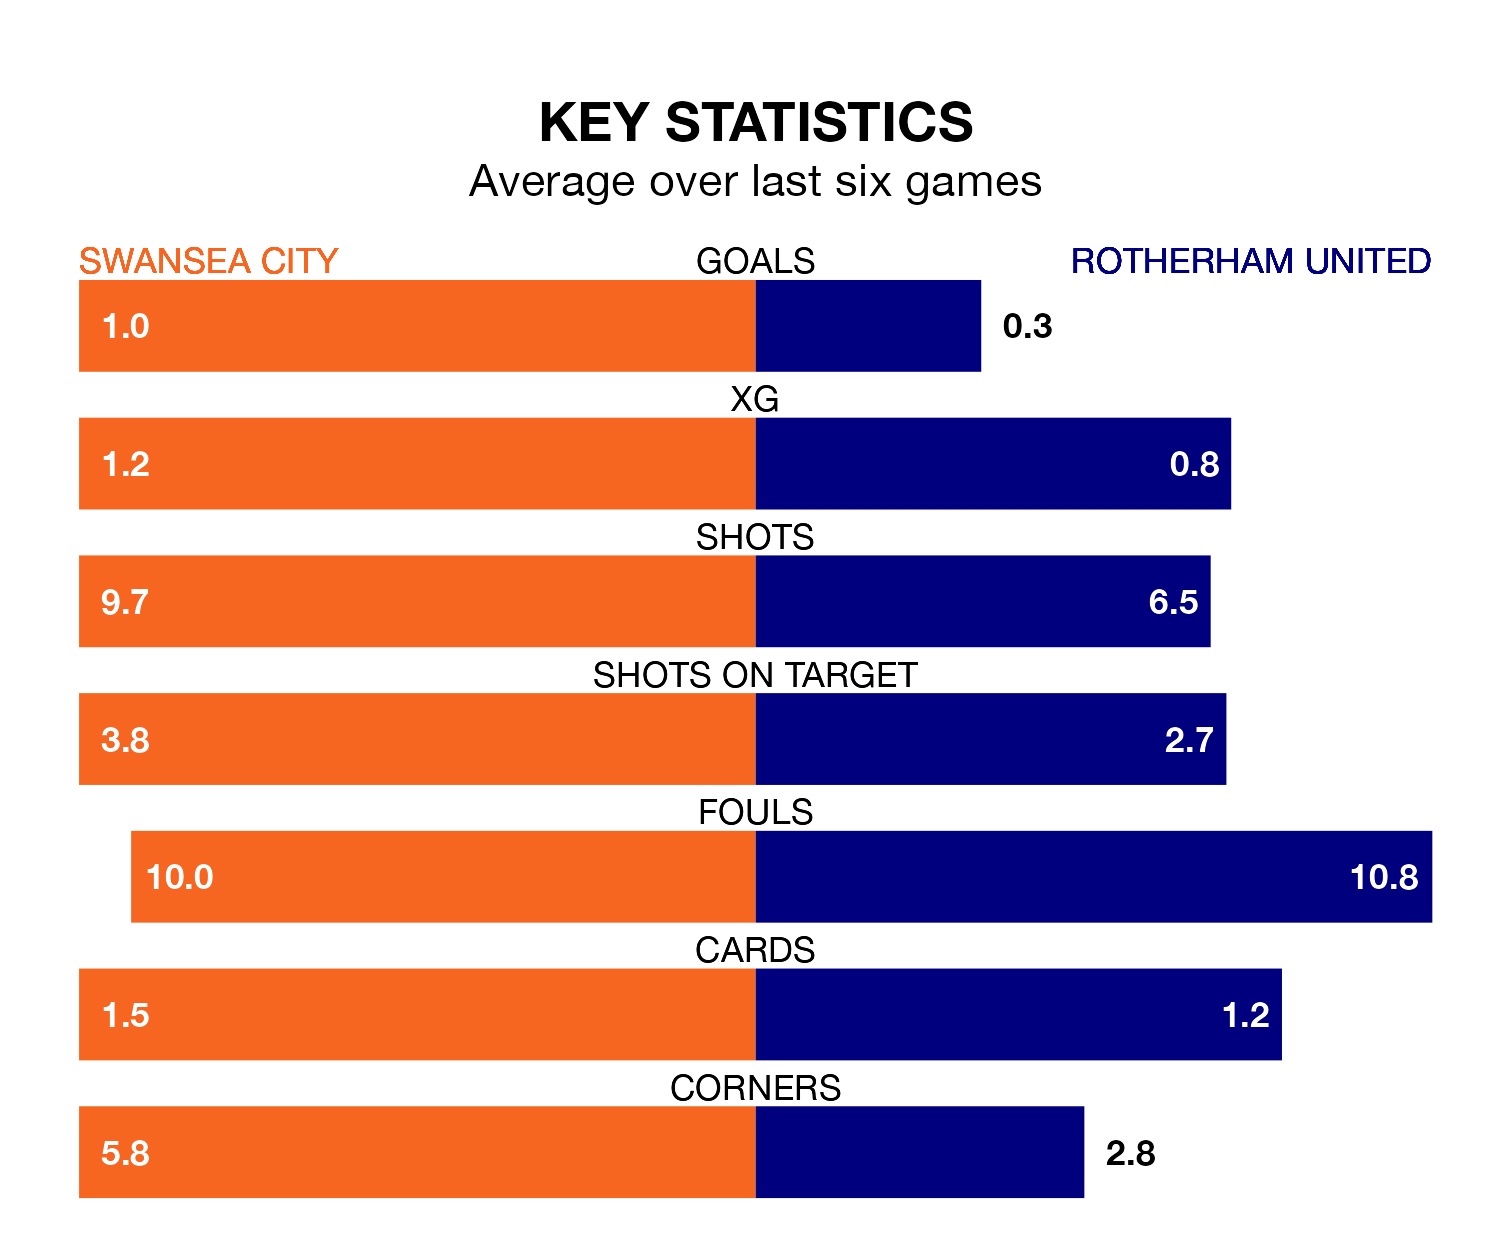 KEY STATISTICS
Average over last six games
SWANSEA CITY GOALS ROTHERHAM UNITED
1.0 0.3
XG
1.2 0.8
SHOTS
9.7 6.5
SHOTS ON TARGET
3.8 2.7
FOULS
10.0 10.8
CARDS
1.5 1.2
CORNERS
5.8 2.8